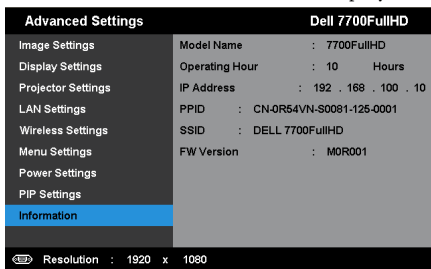 Advanced Settings Dell 7700FullHD
Image Settings
Display Settings
Projector Settings
LAN Settings
Wireless Settings
Menu Settings
Power Settings
PIP Settings
Information
Model Name : 7700FullHD
Operating Hour : 10 Hours
IP Address : 192 . 168 . 100 . 10
PPID : CN-0R54VN-S0081-125-0001
SSID : DELL 7700FullHD
FW Version : M0R001
Resolution : 1920 x 1080